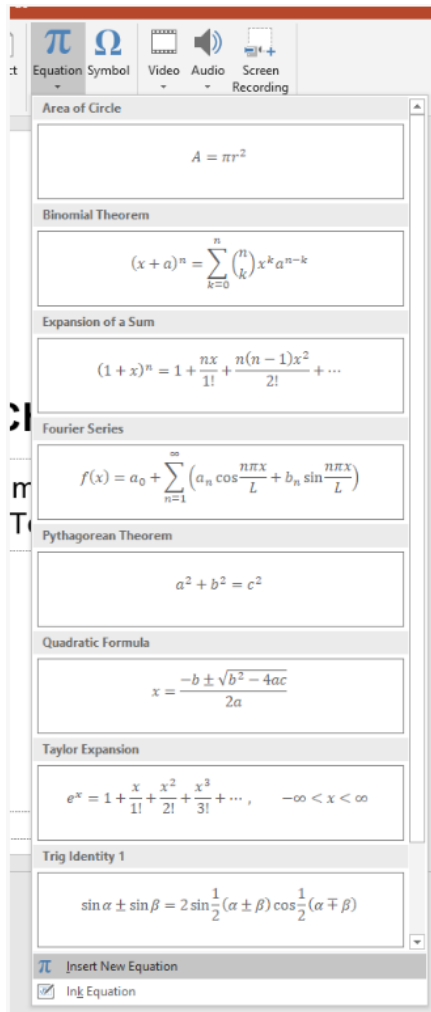 π Ω
ct Equation Symbol Video Audio Screen
Recording
Area of Circle
A = πr²
Binomial Theorem
(x + a)ⁿ = ∑ₖ₌₀ⁿ (n k) xᵏaⁿ⁻ᵏ
Expansion of a Sum
(1 + x)ⁿ = 1 + nx/1! + n(n − 1)x²/2! + ⋯
Fourier Series
f(x) = a₀ + ∑ₙ₌₁^∞ (aₙ cos nπx/L + bₙ sin nπx/L)
Pythagorean Theorem
a² + b² = c²
Quadratic Formula
x = (−b ± √(b² − 4ac))/2a
Taylor Expansion
eˣ = 1 + x/1! + x²/2! + x³/3! + ⋯ , −∞ < x < ∞
Trig Identity 1
sin α ± sin β = 2 sin 1/2 (α ± β) cos 1/2 (α ∓ β)
π Insert New Equation
Ink Equation